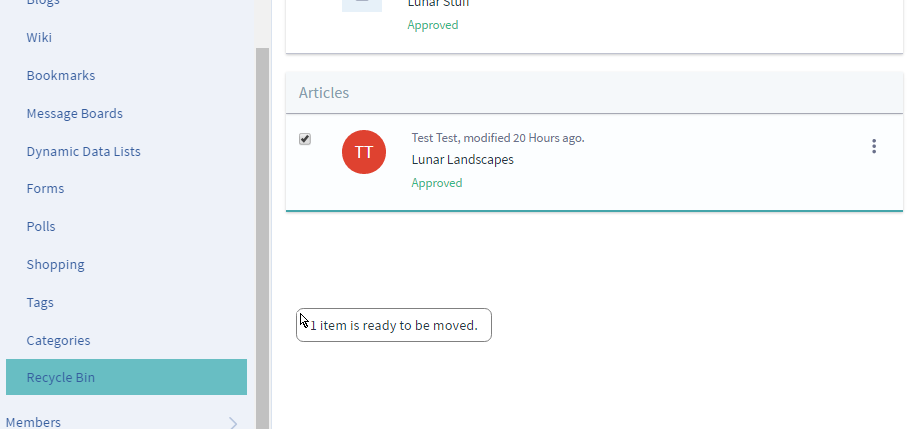 Blogs
Wiki
Bookmarks
Message Boards
Dynamic Data Lists
Forms
Polls
Shopping
Tags
Categories
Recycle Bin
Members
Lunar Stuff
Approved
Articles
TT
Test Test, modified 20 Hours ago.
Lunar Landscapes
Approved
1 item is ready to be moved.